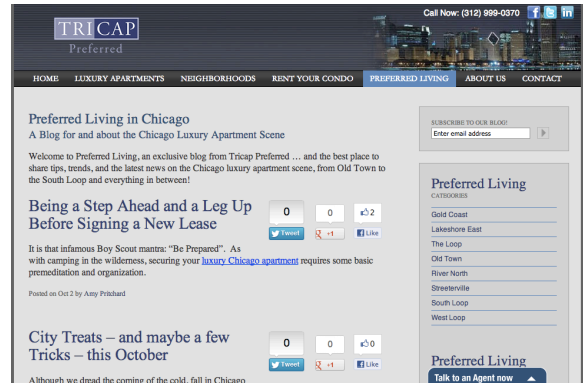 Call Now: (312) 999-0370
TRICAP
Preferred
HOME LUXURY APARTMENTS NEIGHBORHOODS RENT YOUR CONDO PREFERRED LIVING ABOUT US CONTACT
Preferred Living in Chicago
A Blog for and about the Chicago Luxury Apartment Scene
Welcome to Preferred Living, an exclusive blog from Tricap Preferred … and the best place to
share tips, trends, and the latest news on the Chicago luxury apartment scene, from Old Town to
the South Loop and everything in between!
Being a Step Ahead and a Leg Up
Before Signing a New Lease
0 0 2
Tweet +1 Like
It is that infamous Boy Scout mantra: “Be Prepared”. As
with camping in the wilderness, securing your luxury Chicago apartment requires some basic
premeditation and organization.
Posted on Oct 2 by Amy Pritchard
City Treats – and maybe a few
Tricks – this October
0 0 0
Tweet +1 Like
Although we dread the coming of the cold, fall in Chicago
SUBSCRIBE TO OUR BLOG!
Enter email address
Preferred Living
CATEGORIES
Gold Coast
Lakeshore East
The Loop
Old Town
River North
Streeterville
South Loop
West Loop
Preferred Living
Talk to an Agent now